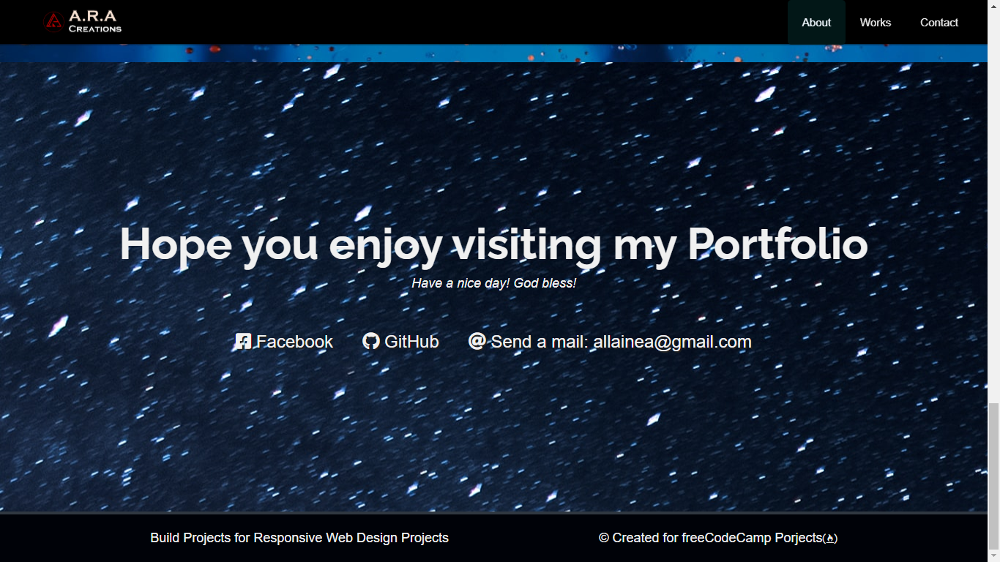 A.R.A
Creations
About Works Contact
Hope you enjoy visiting my Portfolio
Have a nice day! God bless!
Facebook GitHub Send a mail: allainea@gmail.com
Build Projects for Responsive Web Design Projects
© Created for freeCodeCamp Porjects(🔥)